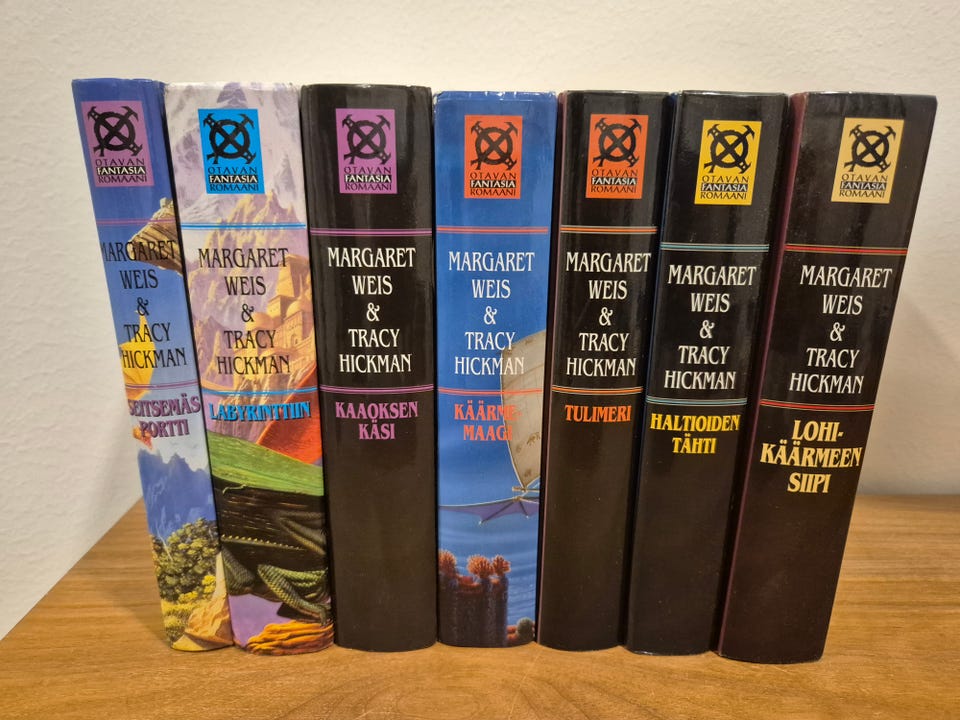 OTAVAN
FANTASIA
ROMAANI
MARGARET
WEIS
&
TRACY
HICKMAN
SEITSEMÄS
PORTTI
OTAVAN
FANTASIA
ROMAANI
MARGARET
WEIS
&
TRACY
HICKMAN
LABYRINTTIIN
OTAVAN
FANTASIA
ROMAANI
MARGARET
WEIS
&
TRACY
HICKMAN
KAAOKSEN
KÄSI
OTAVAN
FANTASIA
ROMAANI
MARGARET
WEIS
&
TRACY
HICKMAN
KÄÄRME-
MAAGI
OTAVAN
FANTASIA
ROMAANI
MARGARET
WEIS
&
TRACY
HICKMAN
TULIMERI
OTAVAN
FANTASIA
ROMAANI
MARGARET
WEIS
&
TRACY
HICKMAN
HALTIOIDEN
TÄHTI
OTAVAN
FANTASIA
ROMAANI
MARGARET
WEIS
&
TRACY
HICKMAN
LOHI-
KÄÄRMEEN
SIIPI